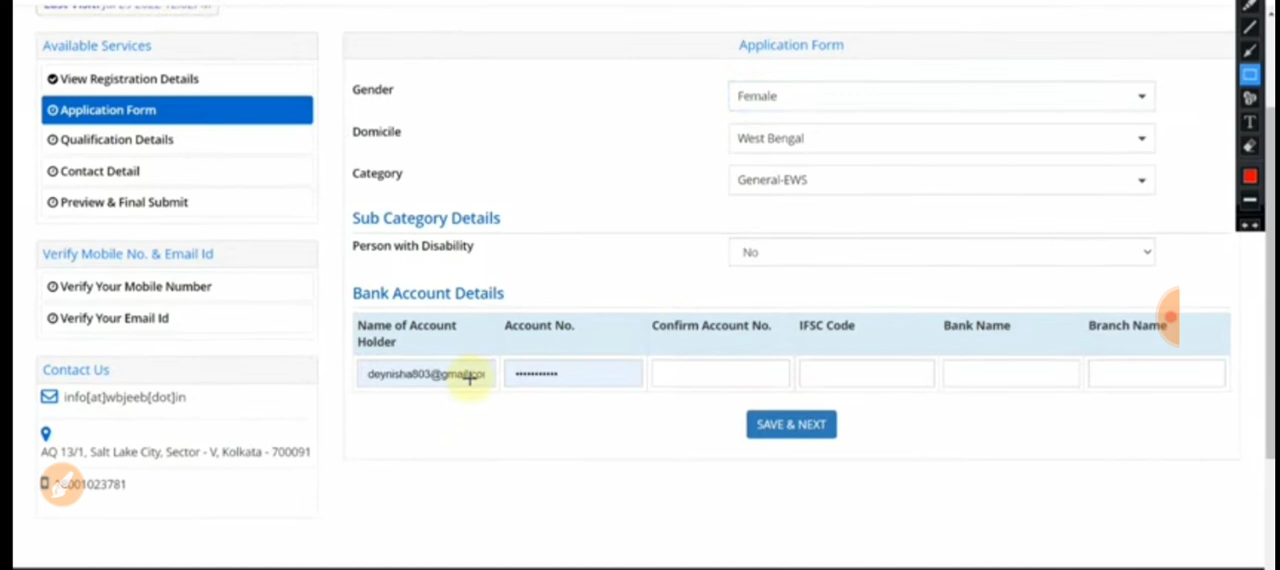 Available Services
View Registration Details
Application Form
Qualification Details
Contact Detail
Preview & Final Submit
Verify Mobile No. & Email Id
Verify Your Mobile Number
Verify Your Email Id
Contact Us
info[at]wbjeeb[dot]in
AQ 13/1, Salt Lake City, Sector - V, Kolkata - 700091
Application Form
Gender
Female
Domicile
West Bengal
Category
General-EWS
Sub Category Details
Person with Disability
No
Bank Account Details
Name of Account Holder Account No. Confirm Account No. IFSC Code Bank Name Branch Name
••••••••••••
SAVE & NEXT
T